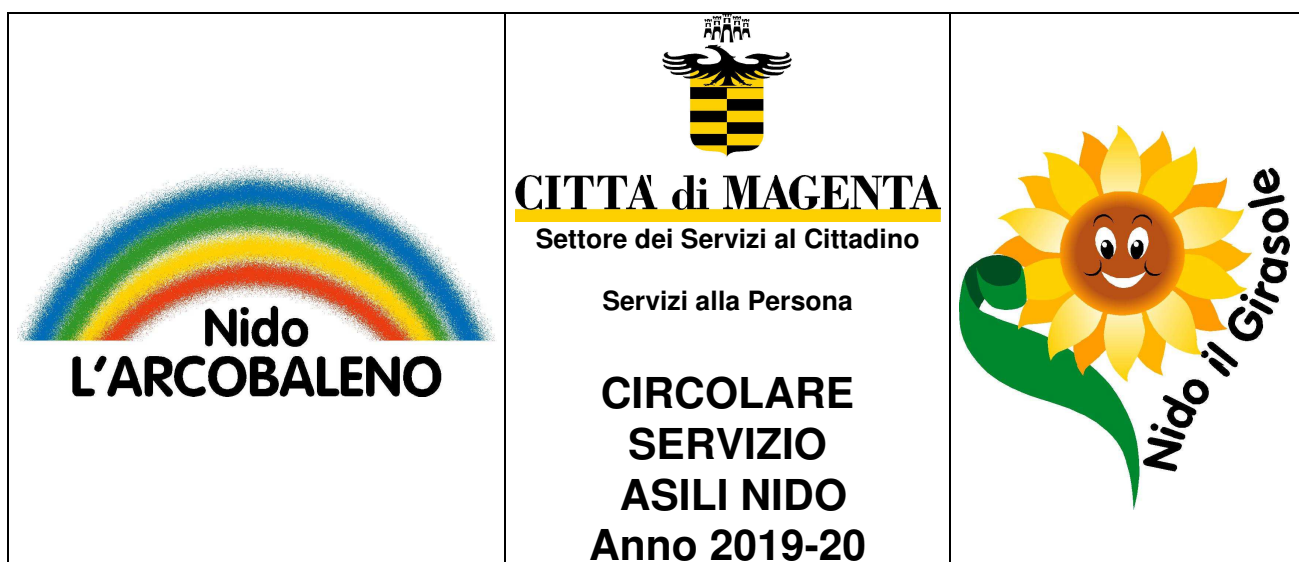 Nido
L'ARCOBALENO
CITTA' di MAGENTA
Settore dei Servizi al Cittadino
Servizi alla Persona
CIRCOLARE
SERVIZIO
ASILI NIDO
Anno 2019-20
Nido il Girasole